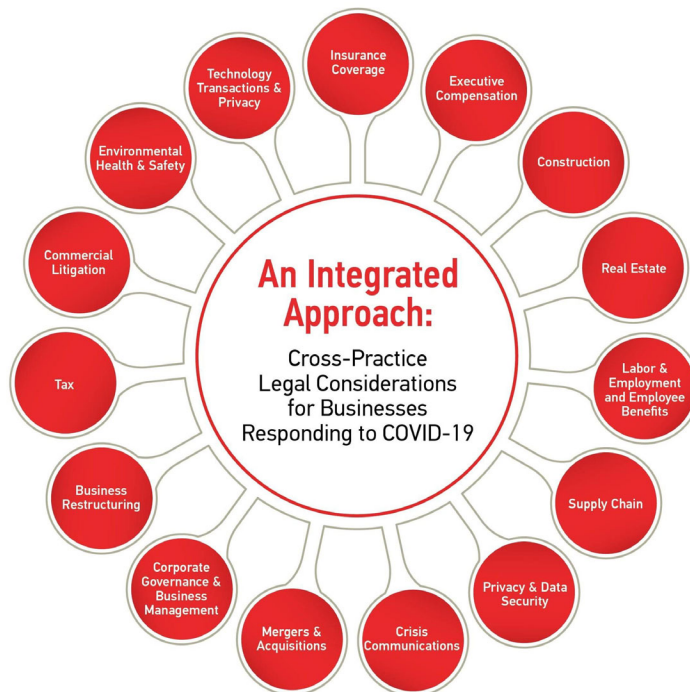 An Integrated
Approach:
Cross-Practice
Legal Considerations
for Businesses
Responding to COVID-19
Insurance
Coverage
Executive
Compensation
Construction
Real Estate
Labor &
Employment
and Employee
Benefits
Supply Chain
Privacy & Data
Security
Crisis
Communications
Mergers &
Acquisitions
Corporate
Governance &
Business
Management
Business
Restructuring
Tax
Commercial
Litigation
Environmental
Health & Safety
Technology
Transactions &
Privacy